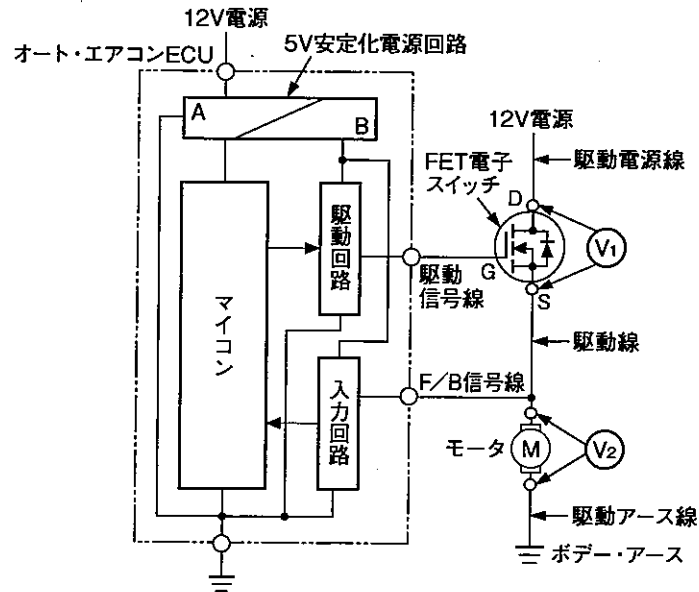 12V電源
オート・エアコンECU
5V安定化電源回路
A
B
12V電源
FET電子
スイッチ
駆動電源線
D
V1
G
S
駆動回路
駆動
信号線
マイコン
駆動線
F/B信号線
入力回路
モータ
M
V2
駆動アース線
ボデー・アース